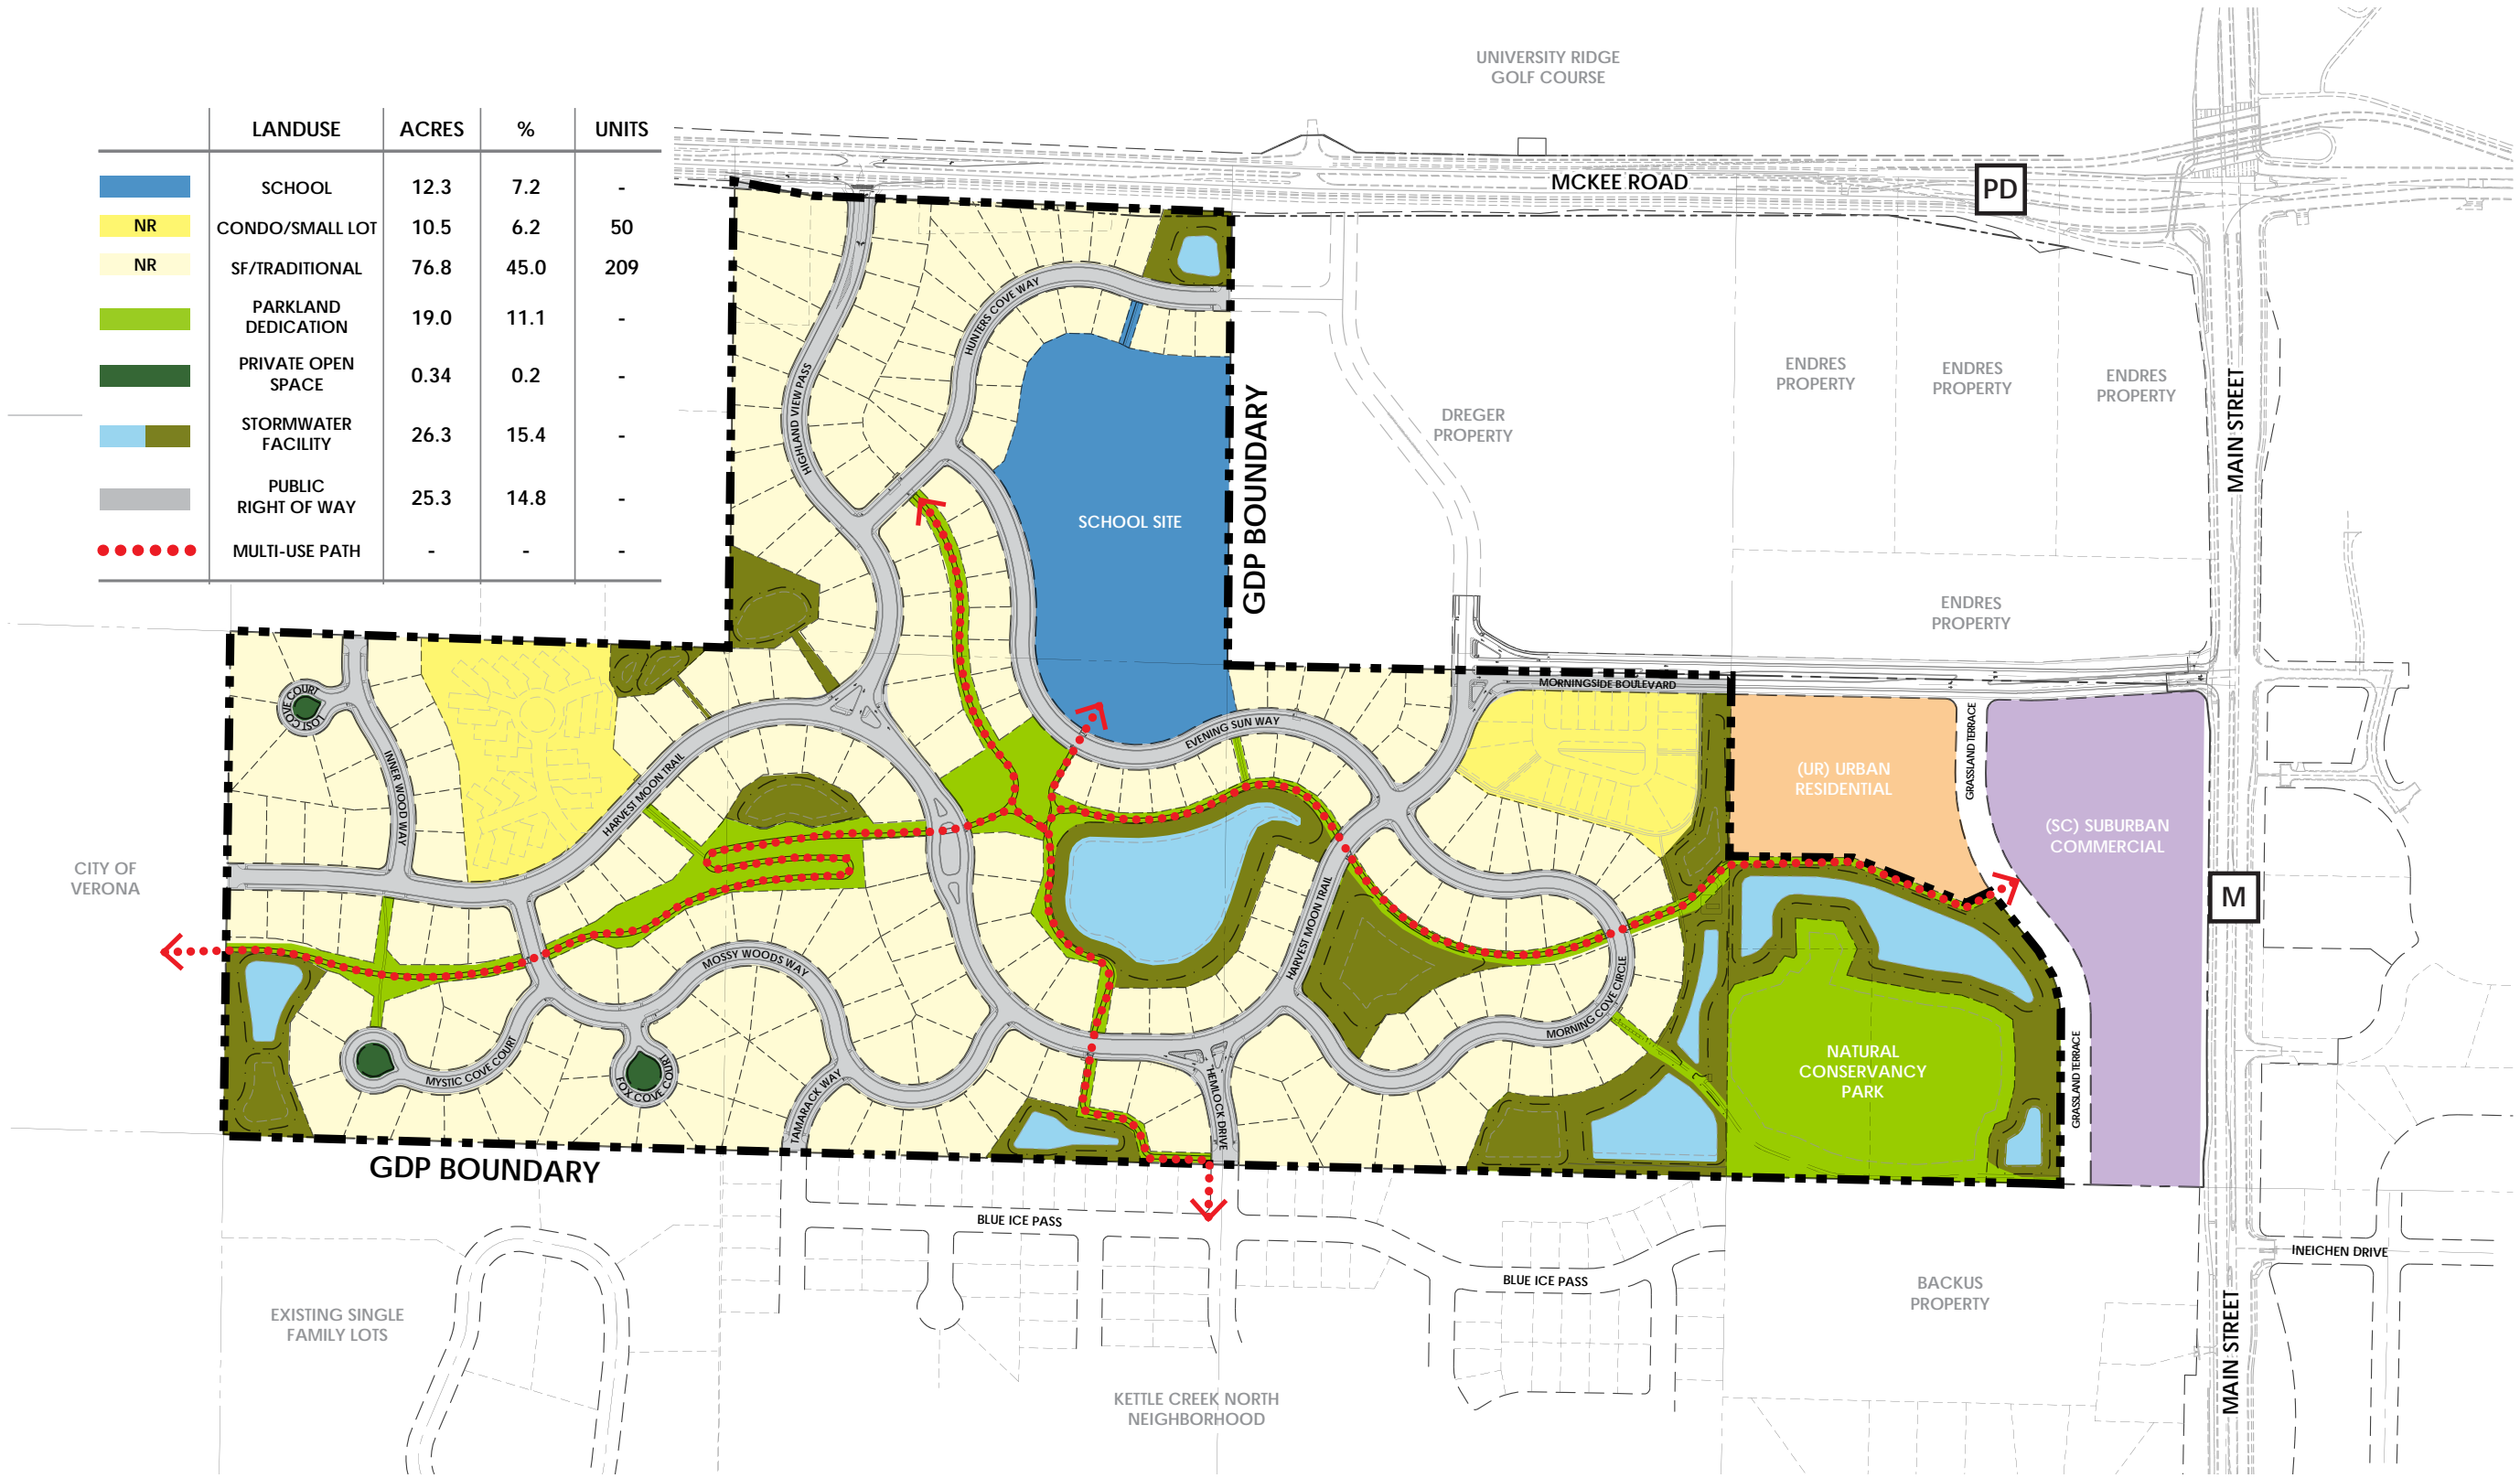 UNIVERSITY RIDGE
GOLF COURSE
LANDUSE ACRES % UNITS
SCHOOL 12.3 7.2 -
NR CONDO/SMALL LOT 10.5 6.2 50
NR SF/TRADITIONAL 76.8 45.0 209
PARKLAND
DEDICATION 19.0 11.1 -
PRIVATE OPEN
SPACE 0.34 0.2 -
STORMWATER
FACILITY 26.3 15.4 -
PUBLIC
RIGHT OF WAY 25.3 14.8 -
MULTI-USE PATH - - -
MCKEE ROAD
PD
HUNTERS COVE WAY
HIGHLAND VIEW PASS
GDP BOUNDARY
SCHOOL SITE
DREGER
PROPERTY
ENDRES
PROPERTY
ENDRES
PROPERTY
ENDRES
PROPERTY
MAIN STREET
ENDRES
PROPERTY
MORNINGSIDE BOULEVARD
LOST COVE COURT
INNER WOOD WAY
HARVEST MOON TRAIL
EVENING SUN WAY
(UR) URBAN
RESIDENTIAL
GRASSLAND TERRACE
(SC) SUBURBAN
COMMERCIAL
CITY OF
VERONA
M
HARVEST MOON TRAIL
MOSSY WOODS WAY
MORNING COVE CIRCLE
MYSTIC COVE COURT
FOX COVE COURT
TAMARACK WAY
HEMLOCK DRIVE
NATURAL
CONSERVANCY
PARK
GRASSLAND TERRACE
GDP BOUNDARY
BLUE ICE PASS
BLUE ICE PASS
INEICHEN DRIVE
EXISTING SINGLE
FAMILY LOTS
BACKUS
PROPERTY
MAIN STREET
KETTLE CREEK NORTH
NEIGHBORHOOD